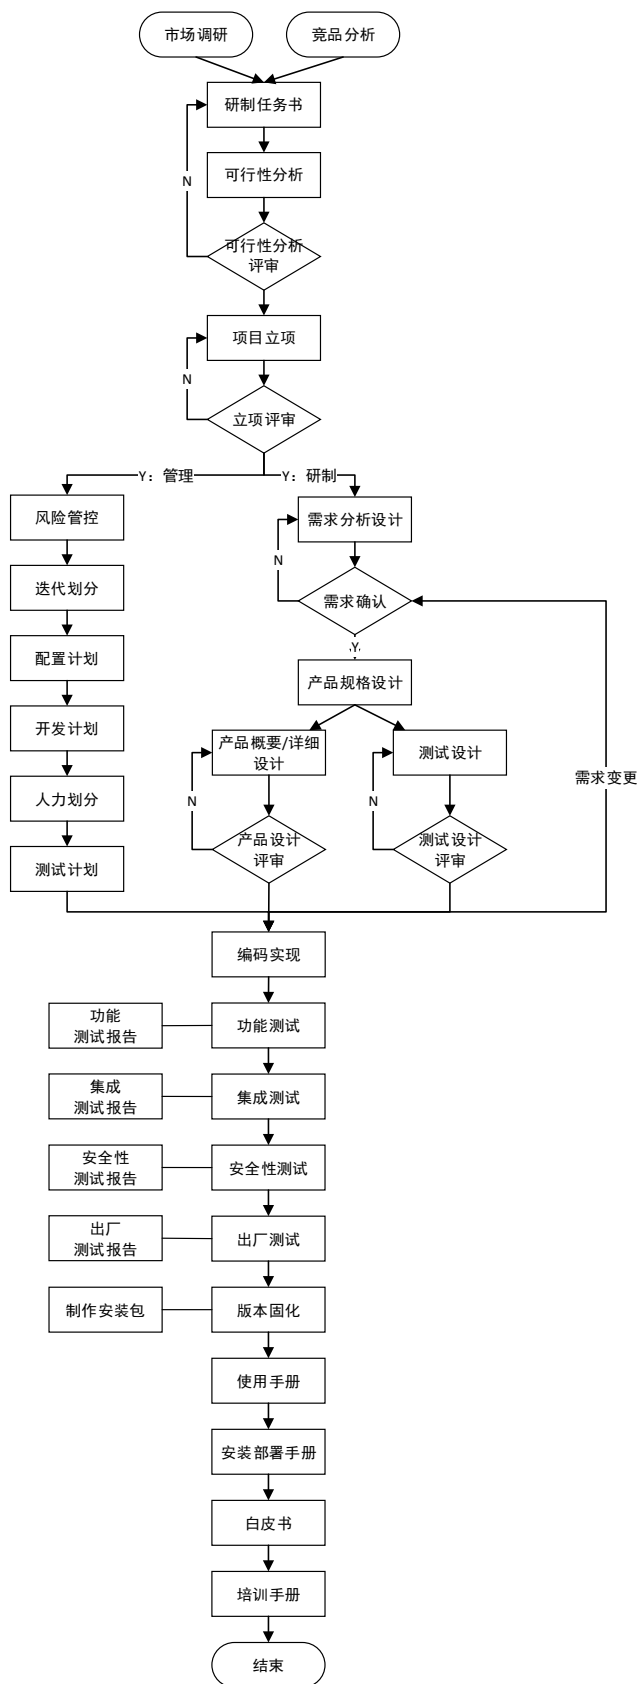 市场调研
竞品分析
研制任务书
N
可行性分析
可行性分析
评审
项目立项
N
立项评审
Y：管理
Y：研制
风险管控
需求分析设计
N
迭代划分
需求确认
Y
配置计划
产品规格设计
开发计划
产品概要/详细
设计
测试设计
需求变更
人力划分
N
N
测试计划
产品设计
评审
测试设计
评审
编码实现
功能
测试报告
功能测试
集成
测试报告
集成测试
安全性
测试报告
安全性测试
出厂
测试报告
出厂测试
制作安装包
版本固化
使用手册
安装部署手册
白皮书
培训手册
结束